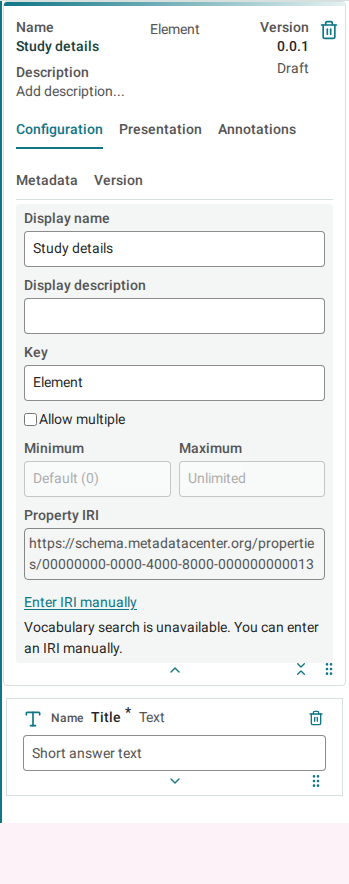 Name Element Version
Study details 0.0.1
Description Draft
Add description...
Configuration Presentation Annotations
Metadata Version
Display name
Study details
Display description
Key
Element
Allow multiple
Minimum Maximum
Default (0) Unlimited
Property IRI
https://schema.metadatacenter.org/propertie
s/00000000-0000-4000-8000-000000000013
Enter IRI manually
Vocabulary search is unavailable. You can enter
an IRI manually.
Name Title * Text
Short answer text